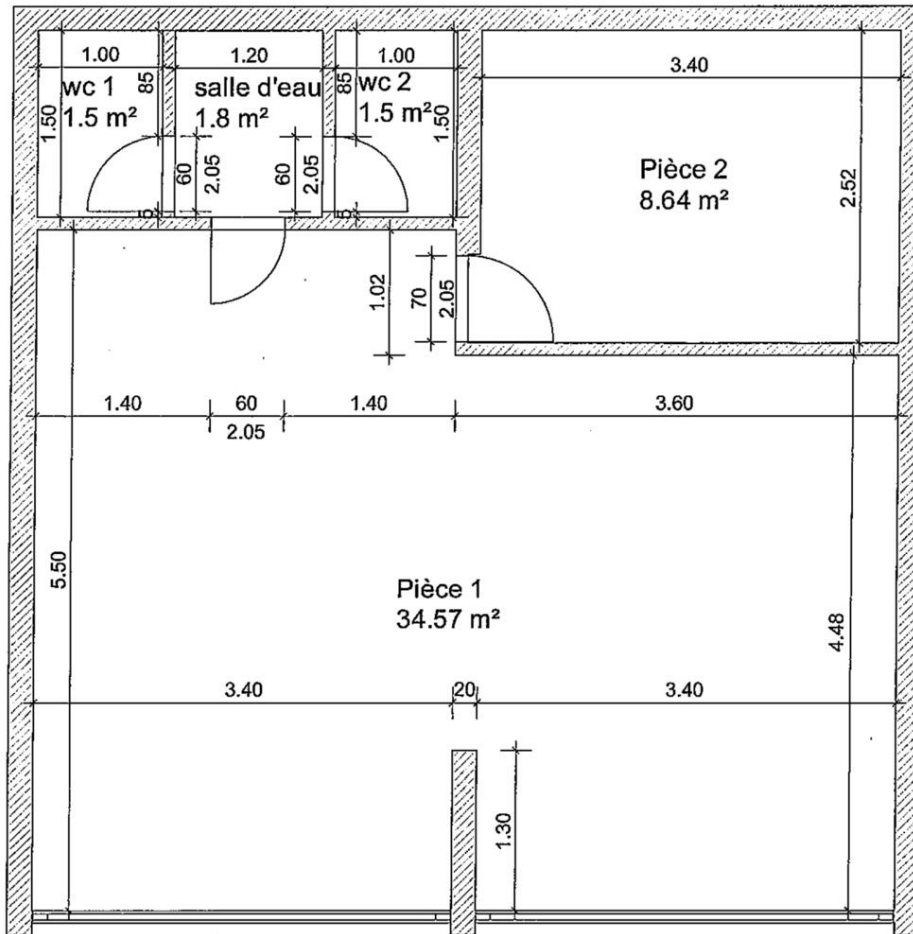 1.00
1.20
1.00
3.40
wc 1
1.5 m²
85
1.50
salle d'eau
1.8 m²
wc 2
1.5 m²
85
1.50
Pièce 2
8.64 m²
2.52
60
2.05
60
2.05
5
5
1.02
70
2.05
1.40
60
2.05
1.40
3.60
5.50
Pièce 1
34.57 m²
4.48
3.40
20
3.40
1.30